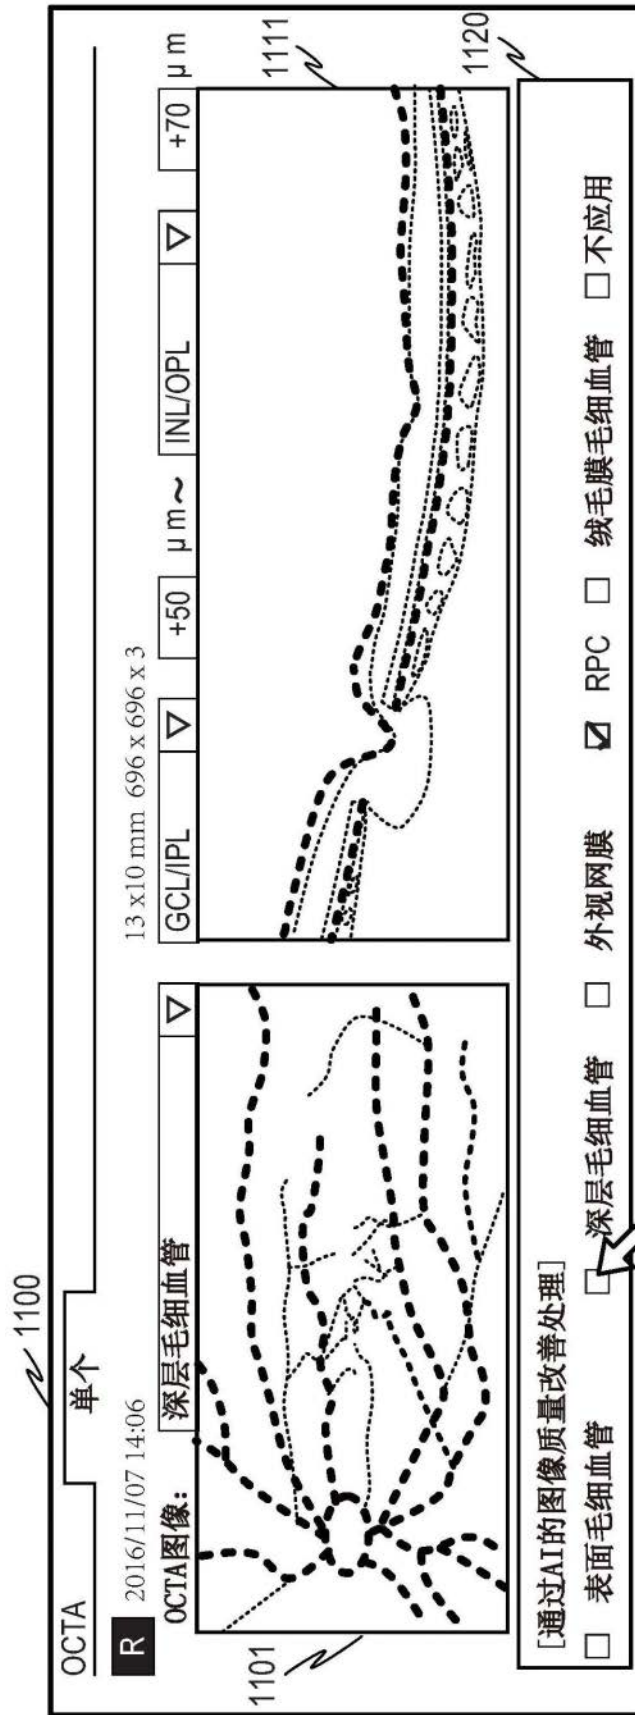 1100
OCTA
单个
R 2016/11/07 14:06
13 x10 mm 696 x 696 x 3
OCTA图像: 深层毛细血管 ▽
GCL/IPL ▽ +50 μm~ INL/OPL ▽ +70 μm
1101
1111
1120
[通过AI的图像质量改善处理]
☐ 表面毛细血管 ☐ 深层毛细血管 ☐ 外视网膜 ☑ RPC ☐ 绒毛膜毛细血管 ☐ 不应用